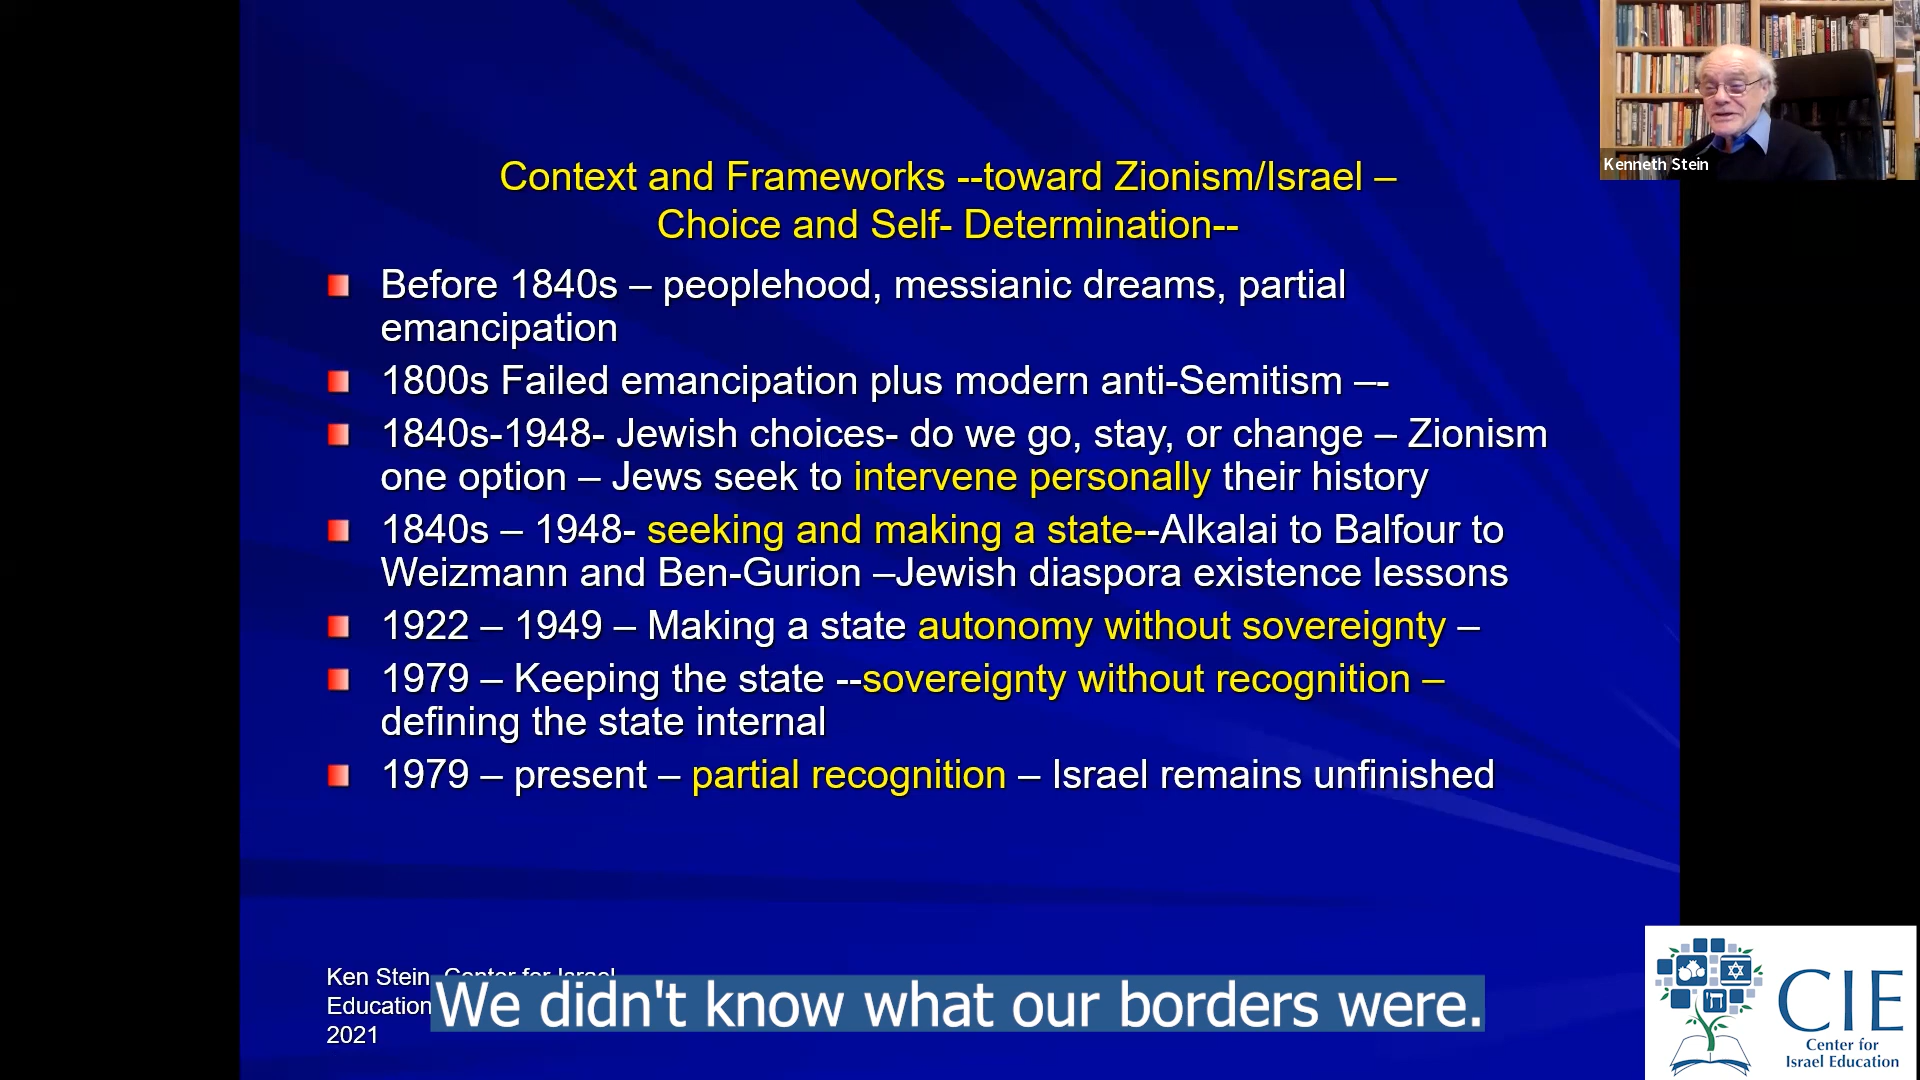 Kenneth Stein
Context and Frameworks --toward Zionism/Israel –
Choice and Self- Determination--
Before 1840s – peoplehood, messianic dreams, partial
emancipation
1800s Failed emancipation plus modern anti-Semitism –-
1840s-1948- Jewish choices- do we go, stay, or change – Zionism
one option – Jews seek to intervene personally their history
1840s – 1948- seeking and making a state--Alkalai to Balfour to
Weizmann and Ben-Gurion –Jewish diaspora existence lessons
1922 – 1949 – Making a state autonomy without sovereignty –
1979 – Keeping the state --sovereignty without recognition –
defining the state internal
1979 – present – partial recognition – Israel remains unfinished
Ken Stein, Center for Israel
Education
2021
We didn't know what our borders were.
CIE
Center for
Israel Education